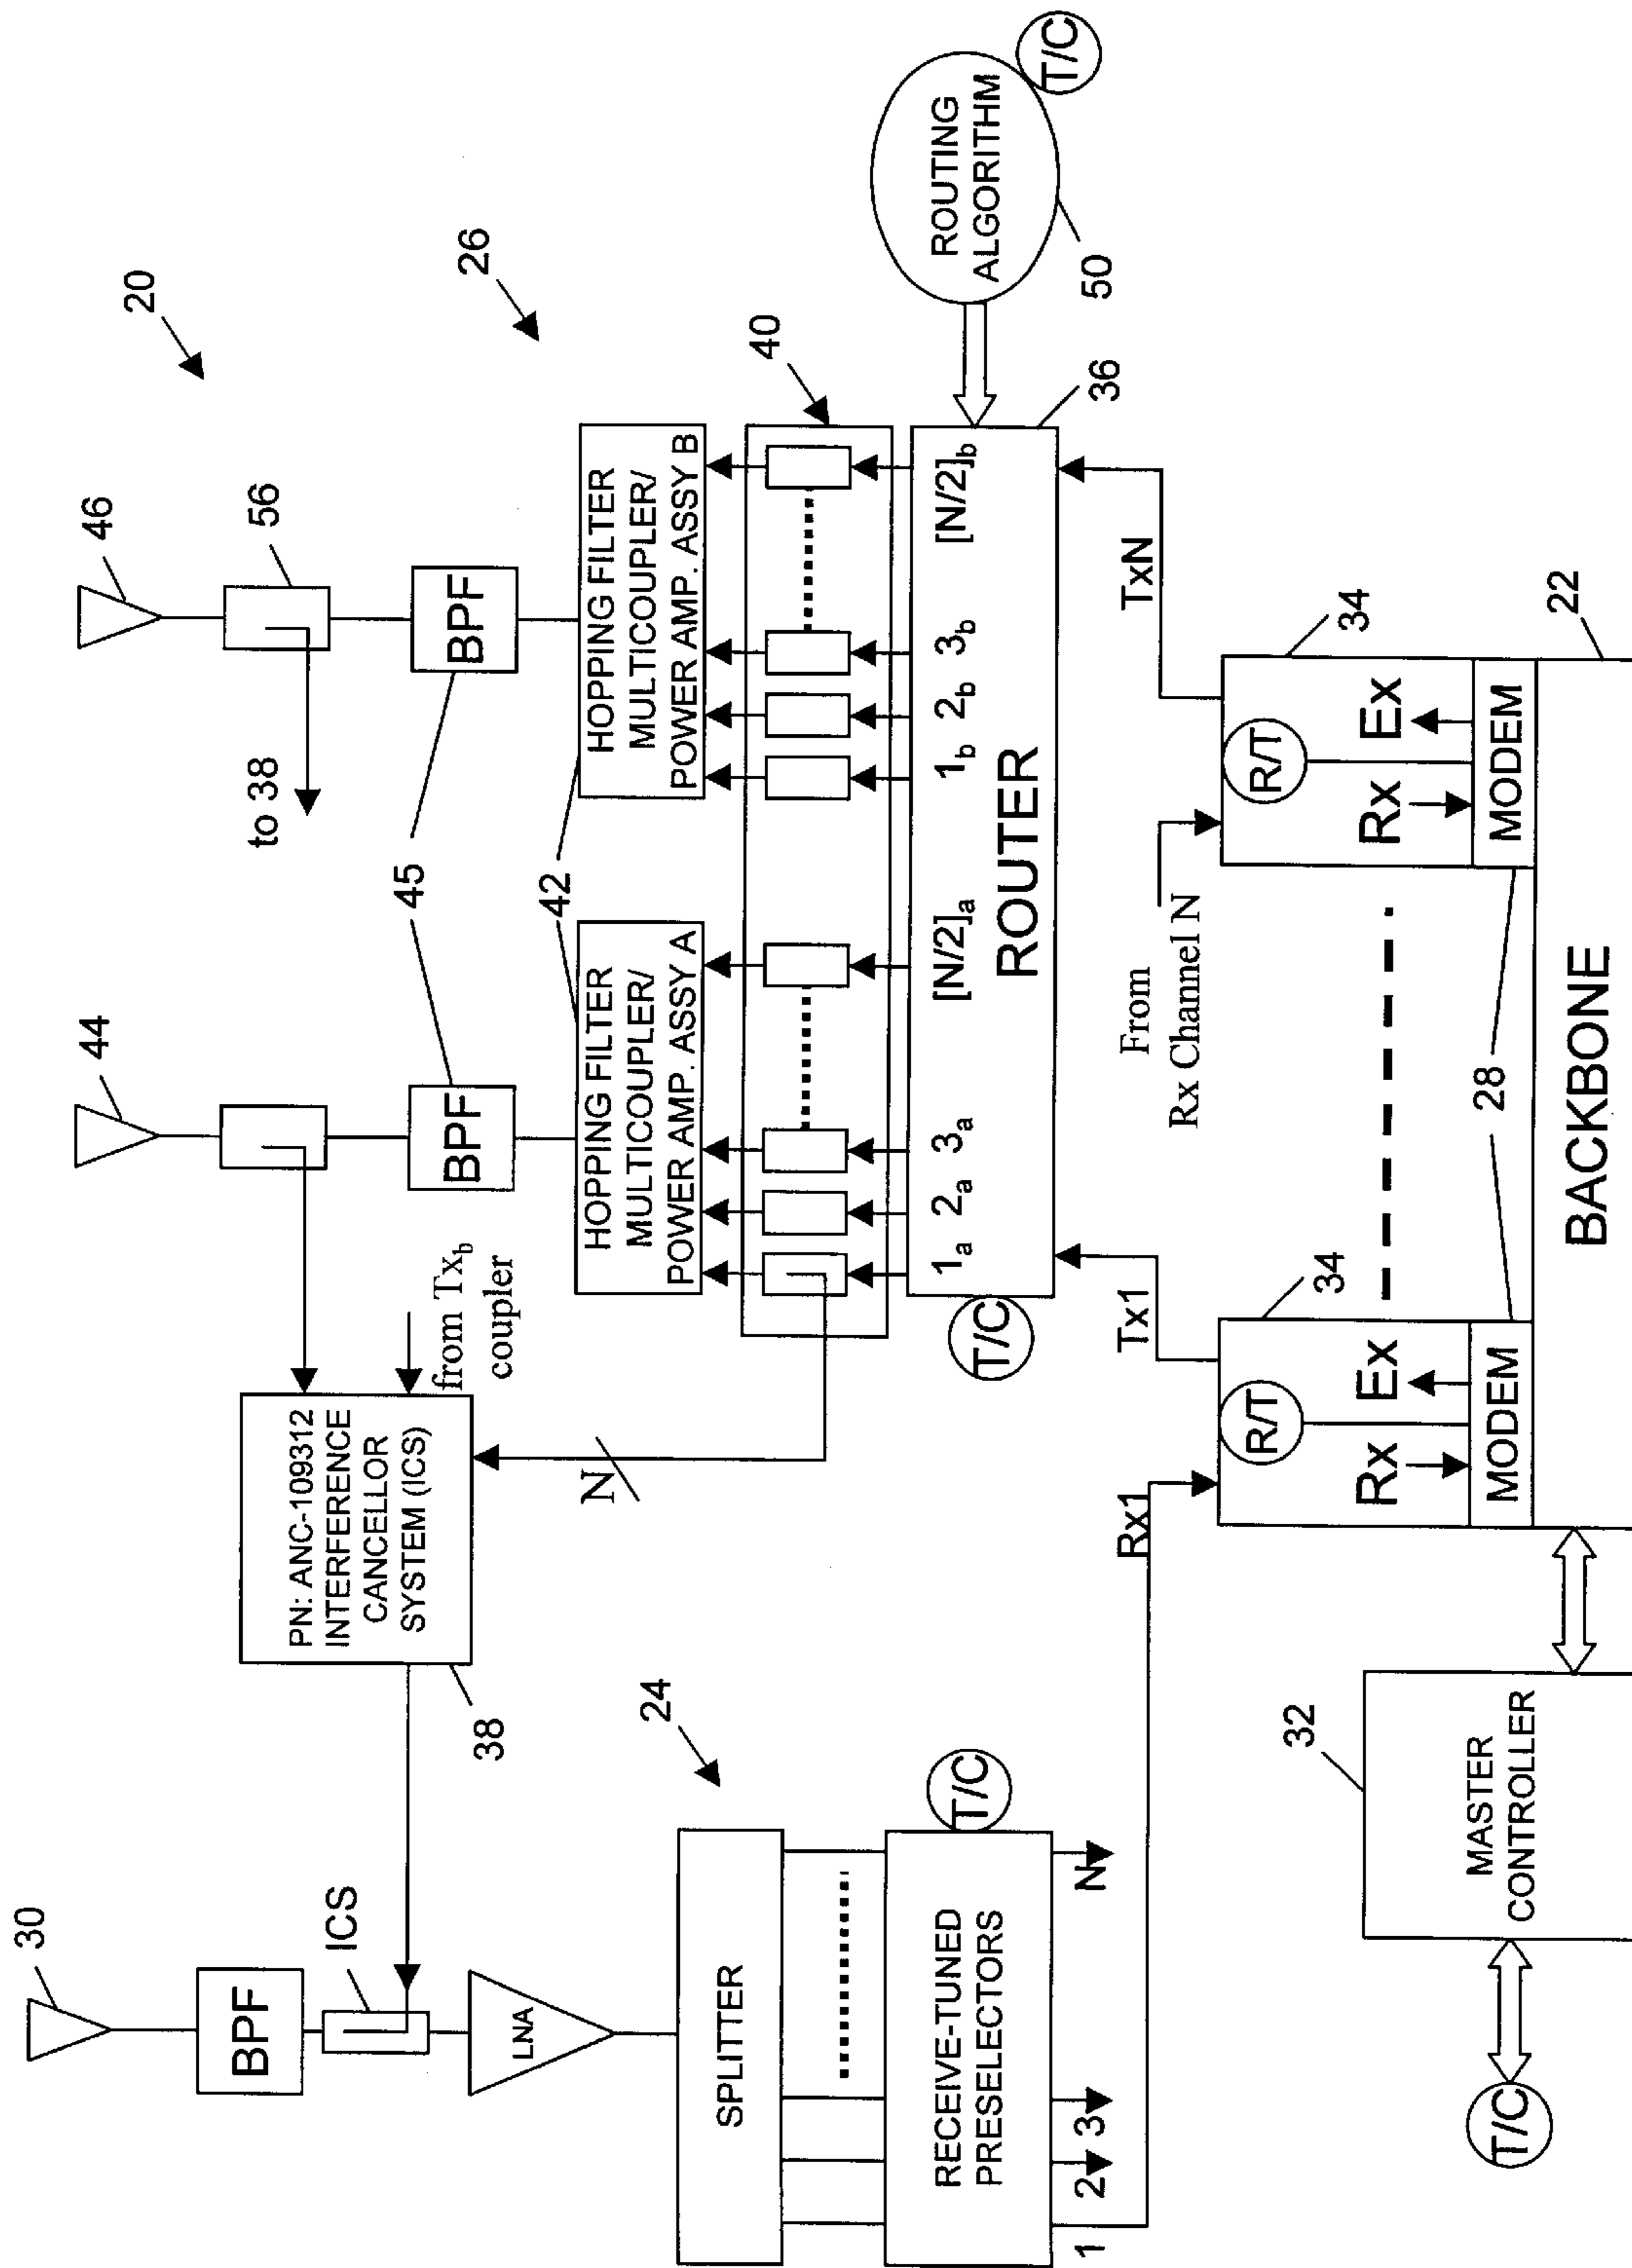 20
30
BPF
ICS
LNA
SPLITTER
24
RECEIVE-TUNED
PRESELECTORS
T/C
1
2
3
N
Rx1
PN: ANC-109312
INTERFERENCE
CANCELLOR
SYSTEM (ICS)
38
from Txb
coupler
N
44
BPF
45
46
56
to 38
BPF
26
HOPPING FILTER
MULTICOUPLER/
POWER AMP. ASSY A
42
HOPPING FILTER
MULTICOUPLER/
POWER AMP. ASSY B
40
1a
2a
3a
[N/2]a
1b
2b
3b
[N/2]b
ROUTER
T/C
36
ROUTING
ALGORITHM
T/C
50
Tx1
TxN
From
Rx Channel N
34
R/T
Rx
Ex
MODEM
28
34
R/T
Rx
Ex
MODEM
BACKBONE
22
32
MASTER
CONTROLLER
T/C